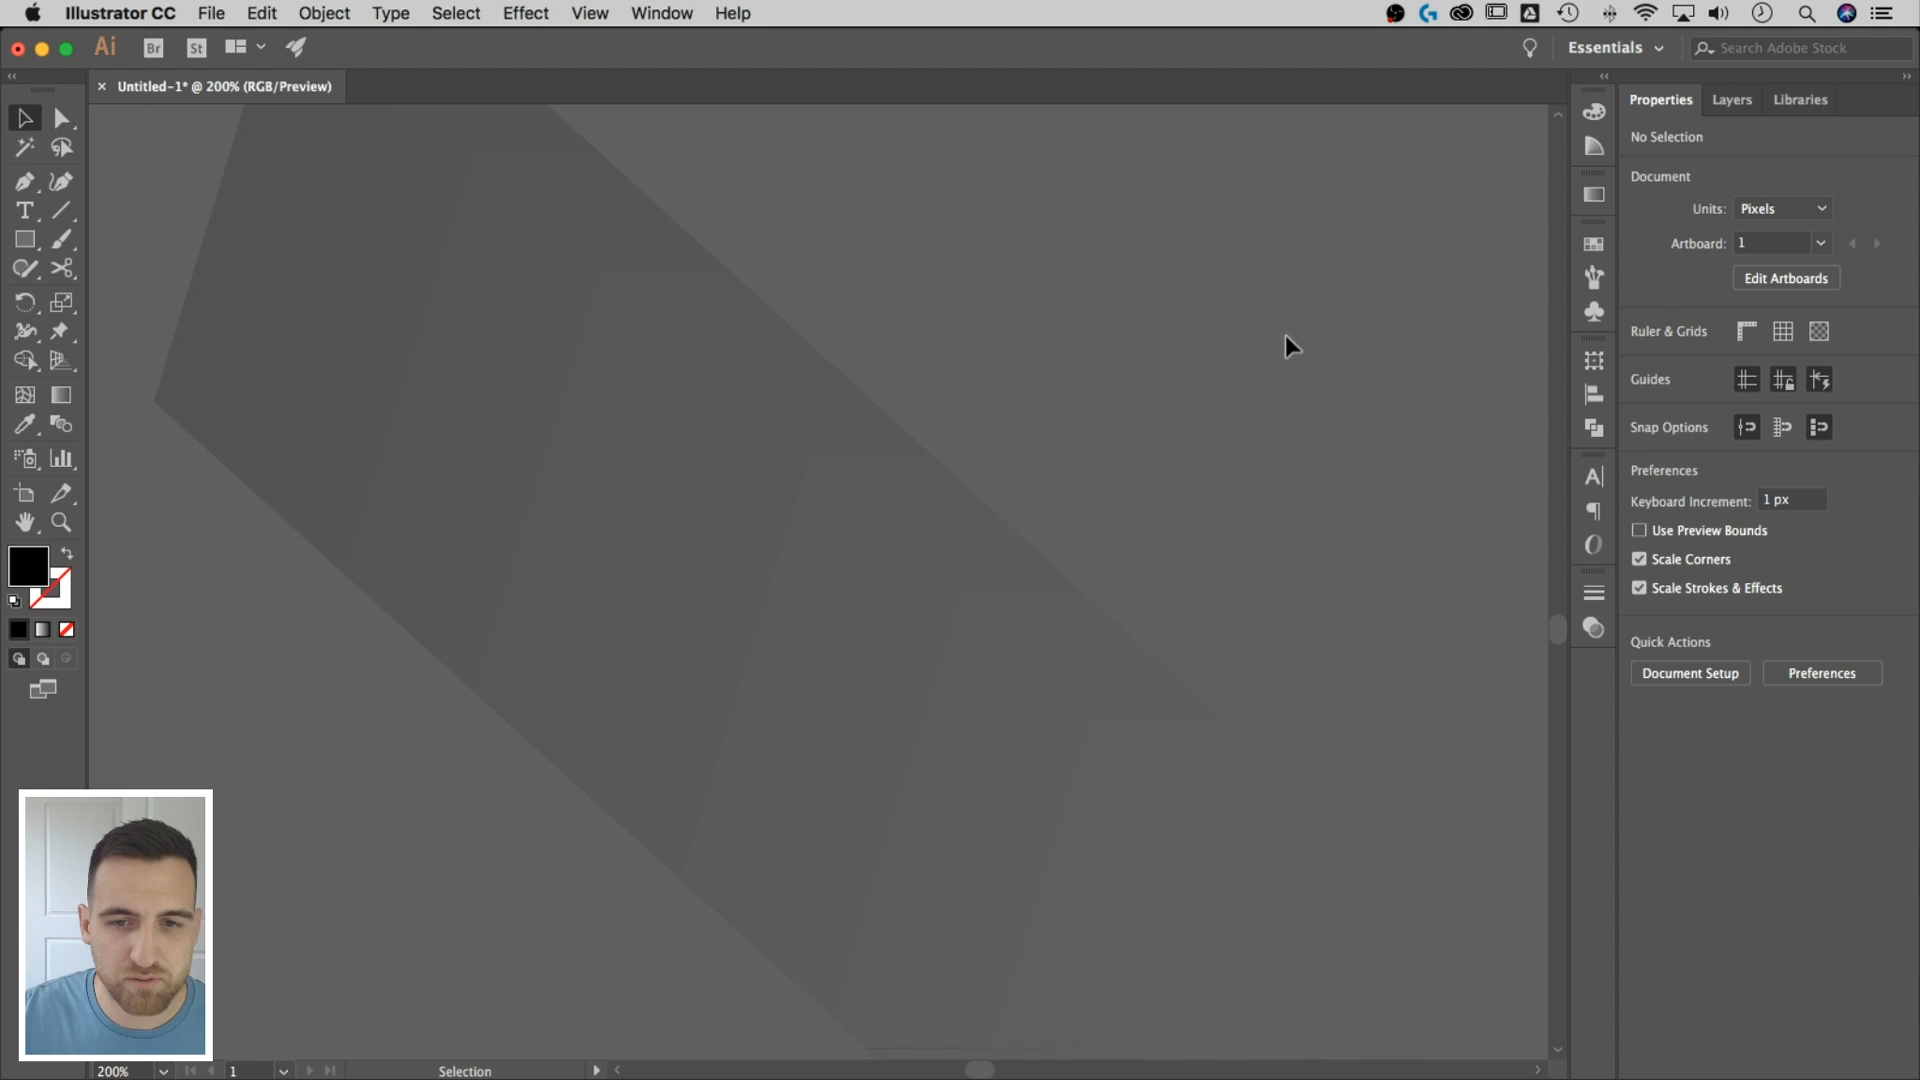 Illustrator CC File Edit Object Type Select Effect View Window Help
Ai Br St Essentials Search Adobe Stock
Untitled-1* @ 200% (RGB/Preview)
Properties Layers Libraries
No Selection
Document
Units: Pixels
Artboard: 1
Edit Artboards
Ruler & Grids
Guides
Snap Options
Preferences
Keyboard Increment: 1 px
Use Preview Bounds
Scale Corners
Scale Strokes & Effects
Quick Actions
Document Setup Preferences
200% 1 Selection